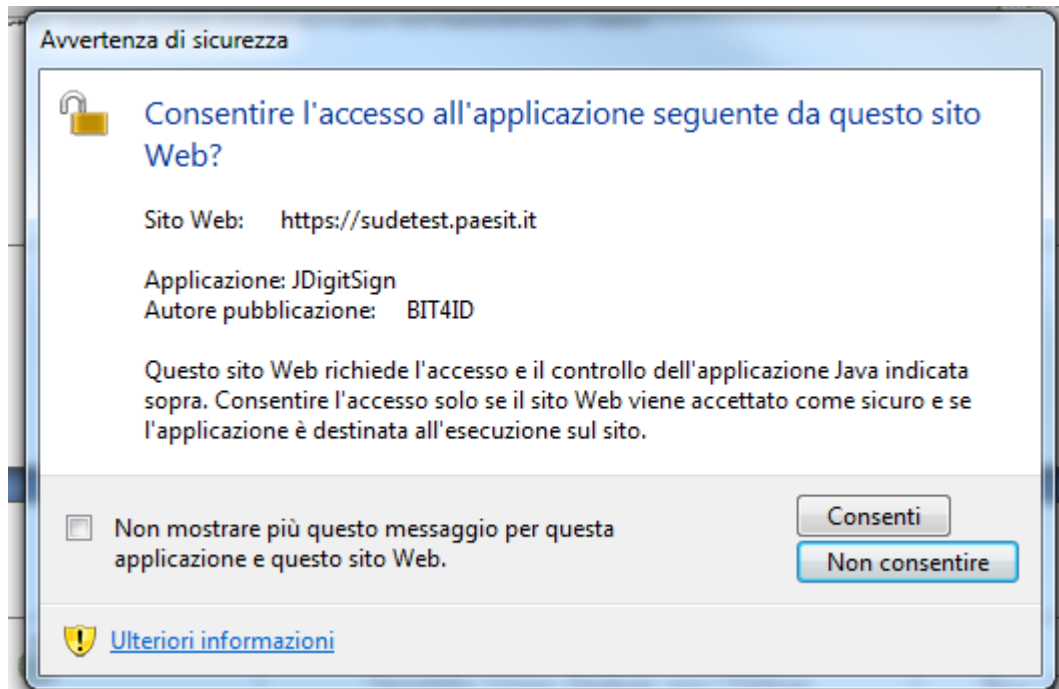 Avvertenza di sicurezza
Consentire l'accesso all'applicazione seguente da questo sito
Web?
Sito Web: https://sudetest.paesit.it
Applicazione: JDigitSign
Autore pubblicazione: BIT4ID
Questo sito Web richiede l'accesso e il controllo dell'applicazione Java indicata
sopra. Consentire l'accesso solo se il sito Web viene accettato come sicuro e se
l'applicazione è destinata all'esecuzione sul sito.
Non mostrare più questo messaggio per questa
applicazione e questo sito Web.
Consenti
Non consentire
Ulteriori informazioni